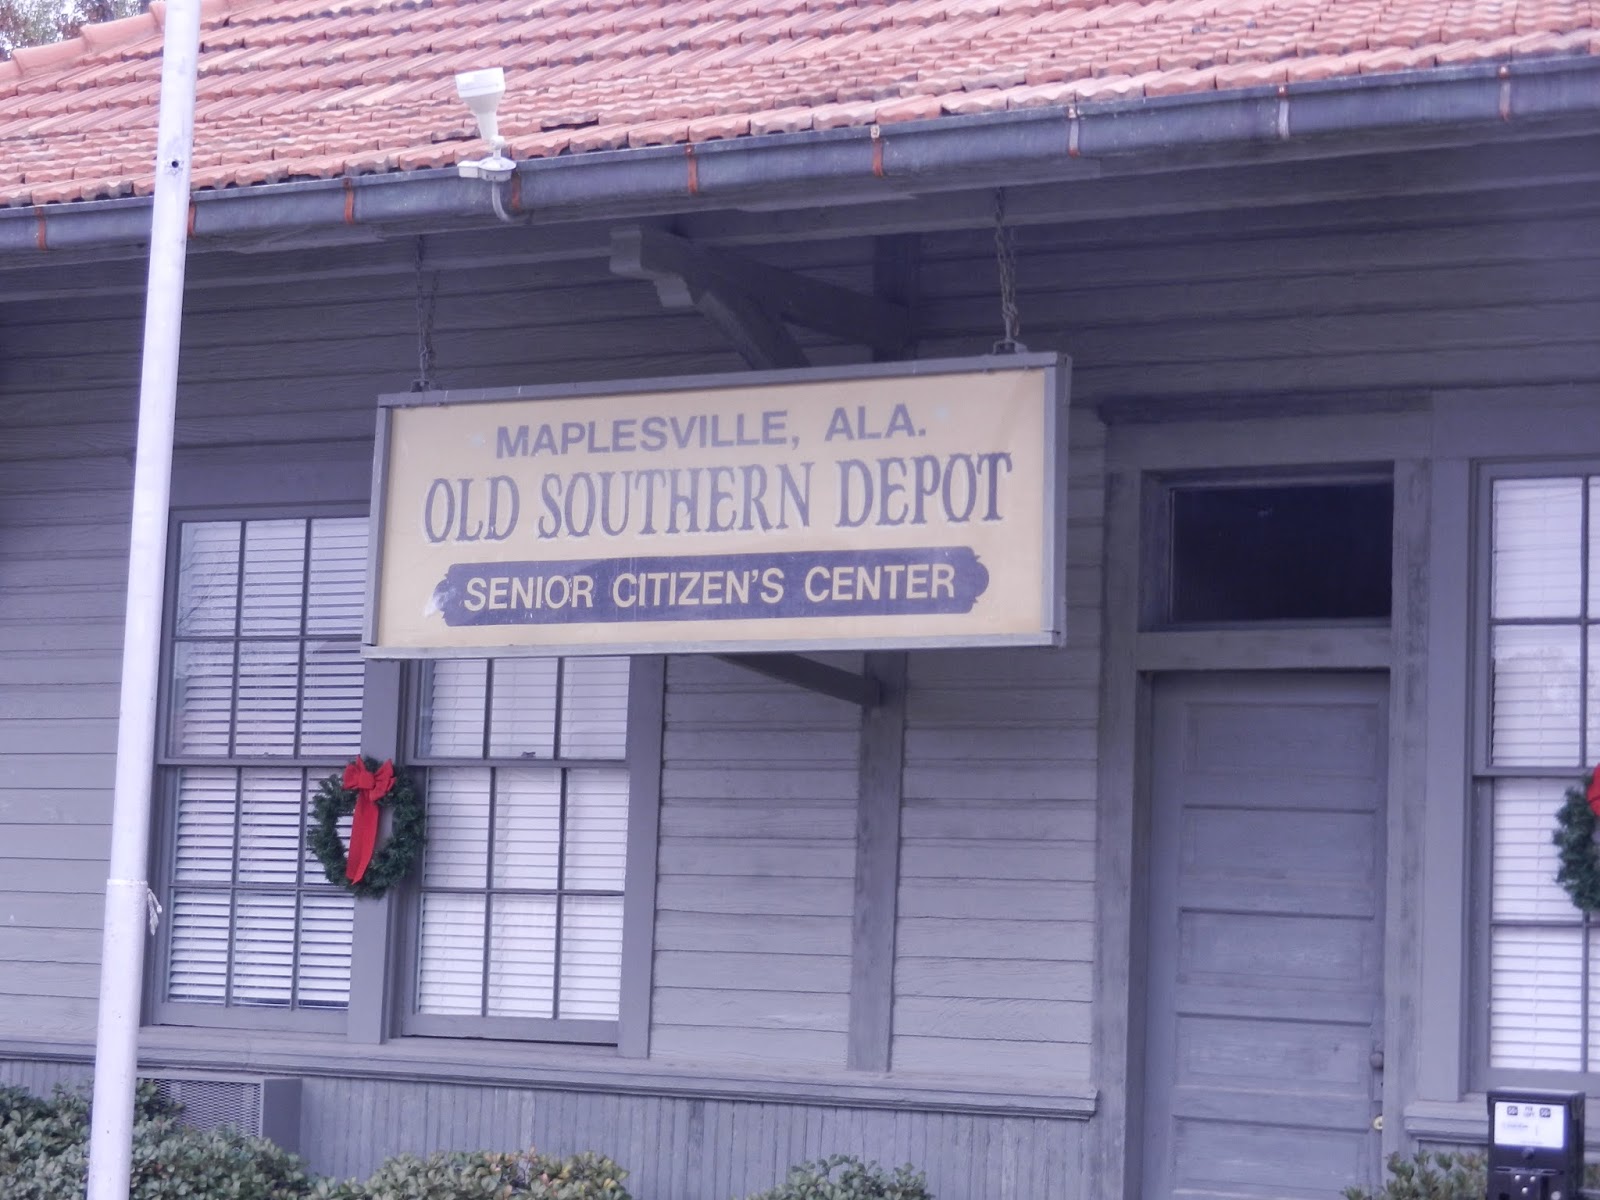 MAPLESVILLE, ALA.
OLD SOUTHERN DEPOT
SENIOR CITIZEN'S CENTER